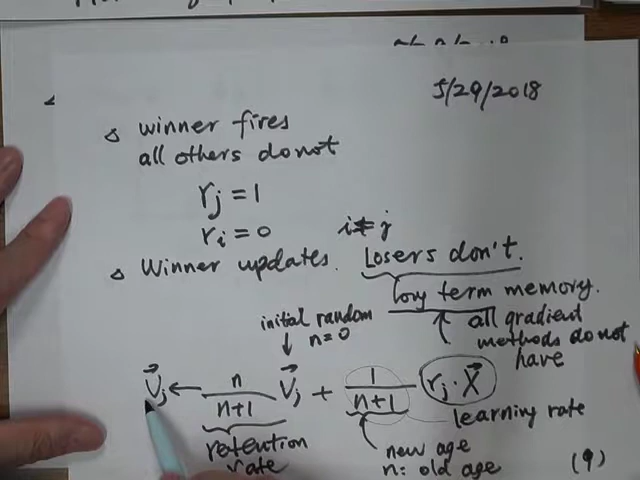 5/29/2018
△ winner fires
all others do not
rj = 1
ri = 0 i ≠ j
△ Winner updates. Losers don't.
long term memory.
initial random
n=0
all gradient
methods do not
have
V⃗j ← n/(n+1) V⃗j + 1/(n+1) (rj · X⃗)
retention
rate
learning rate
new age
n: old age
(9)